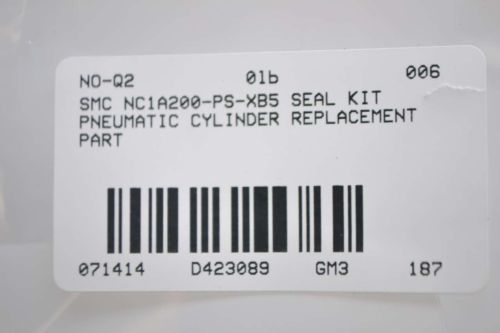 NO-Q2 01b 006
SMC NC1A200-PS-XB5 SEAL KIT
PNEUMATIC CYLINDER REPLACEMENT
PART
071414 D423089 GM3 187